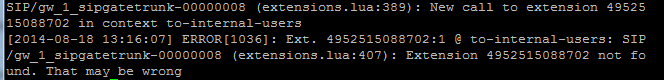 SIP/gw_1_sipgatetrunk-00000008 (extensions.lua:389): New call to extension 49525
15088702 in context to-internal-users
[2014-08-18 13:16:07] ERROR[1036]: Ext. 4952515088702:1 @ to-internal-users: SIP
/gw_1_sipgatetrunk-00000008 (extensions.lua:407): Extension 4952515088702 not fo
und. That may be wrong